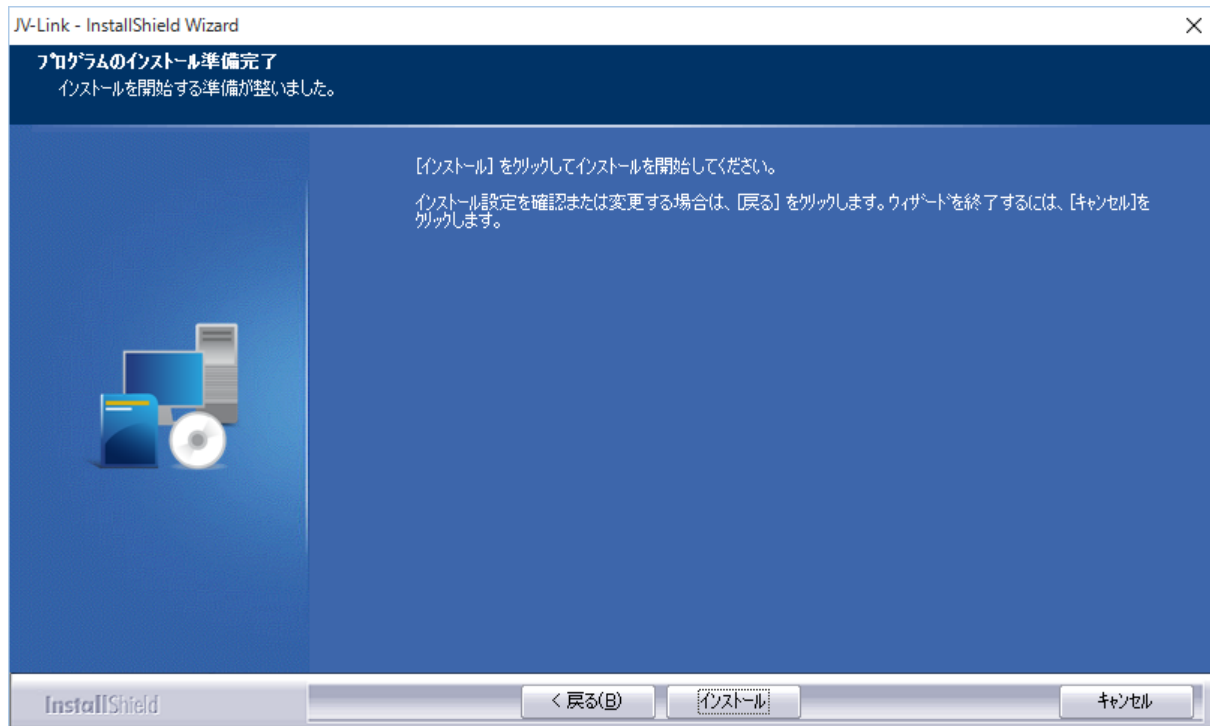 JV-Link - InstallShield Wizard
プログラムのインストール準備完了
インストールを開始する準備が整いました。
[インストール] をクリックしてインストールを開始してください。
インストール設定を確認または変更する場合は、[戻る] をクリックします。ウィザードを終了するには、[キャンセル]を
クリックします。
InstallShield
< 戻る(B)
インストール
キャンセル